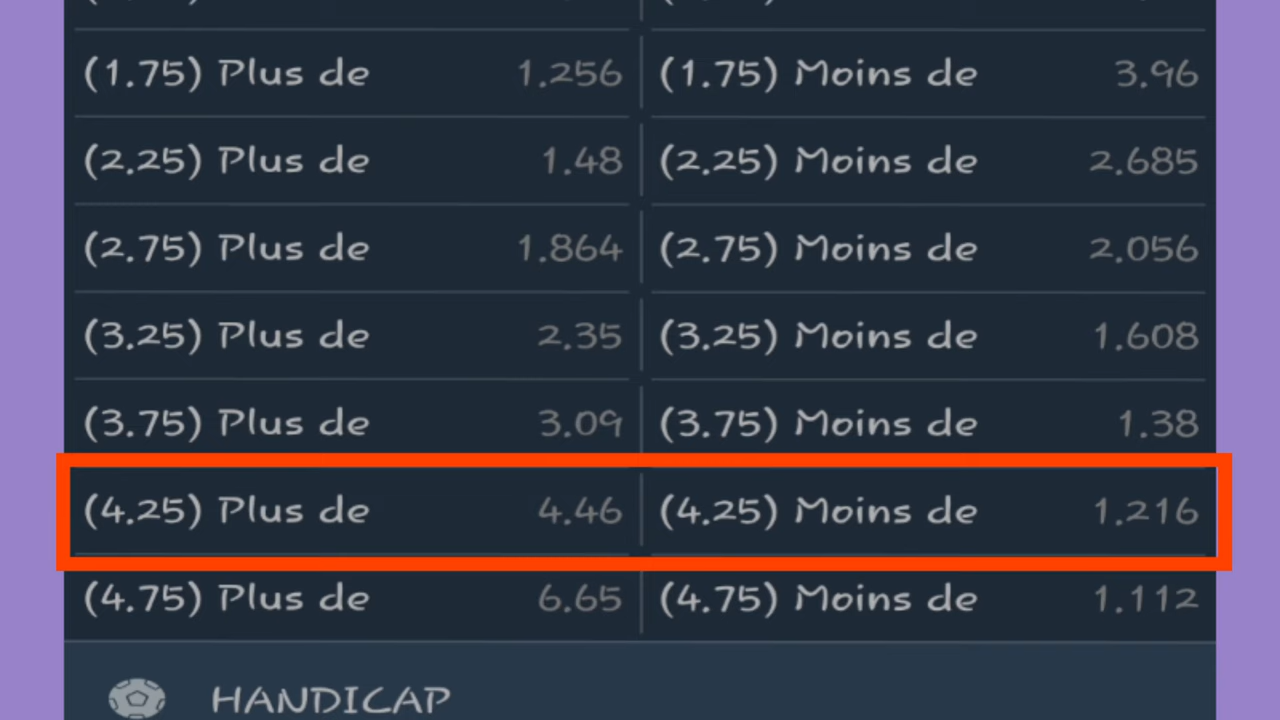 (1.75) Plus de 1.256 (1.75) Moins de 3.96
(2.25) Plus de 1.48 (2.25) Moins de 2.685
(2.75) Plus de 1.864 (2.75) Moins de 2.056
(3.25) Plus de 2.35 (3.25) Moins de 1.608
(3.75) Plus de 3.09 (3.75) Moins de 1.38
(4.25) Plus de 4.46 (4.25) Moins de 1.216
(4.75) Plus de 6.65 (4.75) Moins de 1.112
HANDICAP